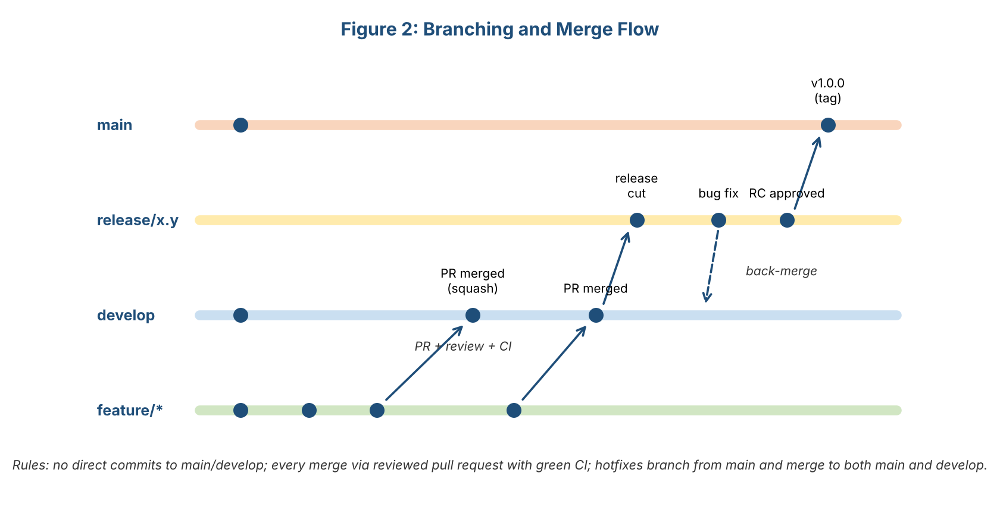 Figure 2: Branching and Merge Flow
v1.0.0
(tag)
main
release
cut
bug fix
RC approved
release/x.y
back-merge
PR merged
(squash)
PR merged
develop
PR + review + CI
feature/*
Rules: no direct commits to main/develop; every merge via reviewed pull request with green CI; hotfixes branch from main and merge to both main and develop.